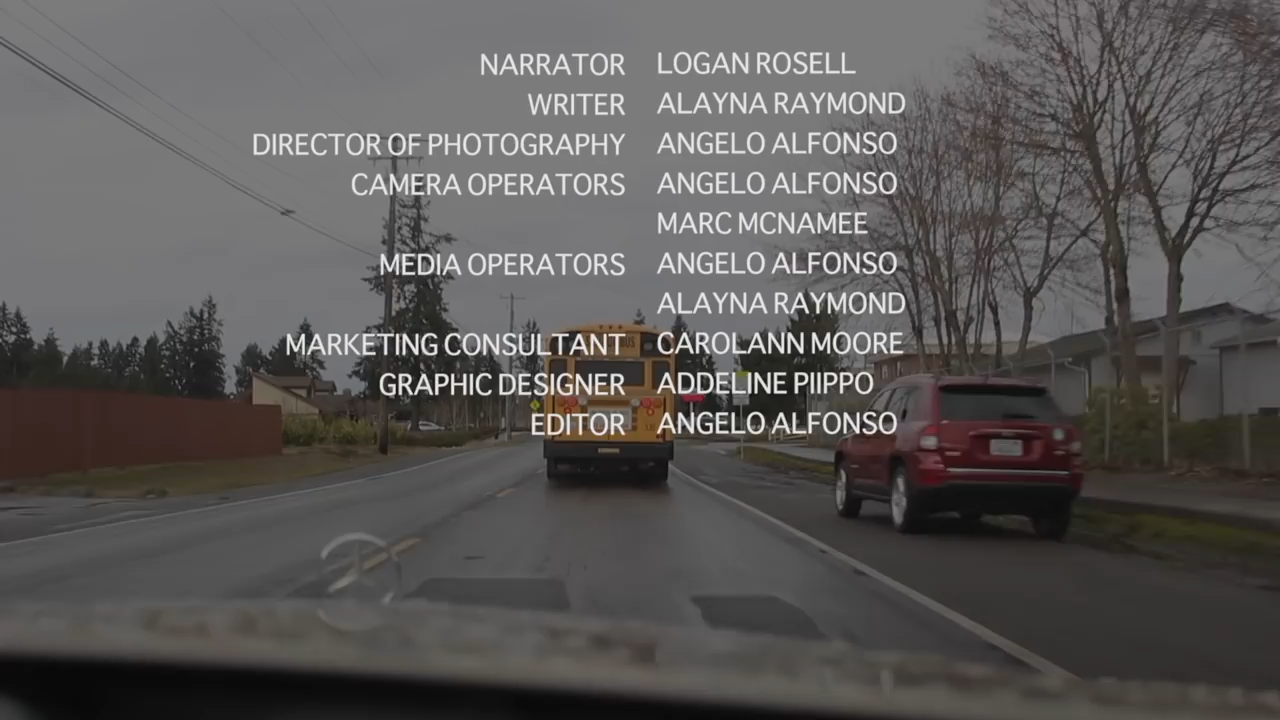 NARRATOR LOGAN ROSELL
WRITER ALAYNA RAYMOND
DIRECTOR OF PHOTOGRAPHY ANGELO ALFONSO
CAMERA OPERATORS ANGELO ALFONSO
MARC MCNAMEE
MEDIA OPERATORS ANGELO ALFONSO
ALAYNA RAYMOND
MARKETING CONSULTANT CAROLANN MOORE
GRAPHIC DESIGNER ADDELINE PIIPPO
EDITOR ANGELO ALFONSO